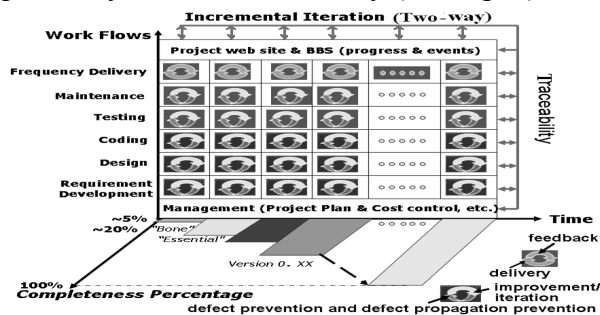 Incremental Iteration (Two-way)
Work Flows
Project web site & BBS (progress & events)
Frequency Delivery
Maintenance
Testing
Coding
Design
Requirement
Development
Management (Project Plan & Cost control, etc.)
Traceability
Time
~5%
~20%
"Bone"
"Essential"
Version 0. XX
100%
Completeness Percentage
feedback
delivery
improvement/
iteration
defect prevention and defect propagation prevention